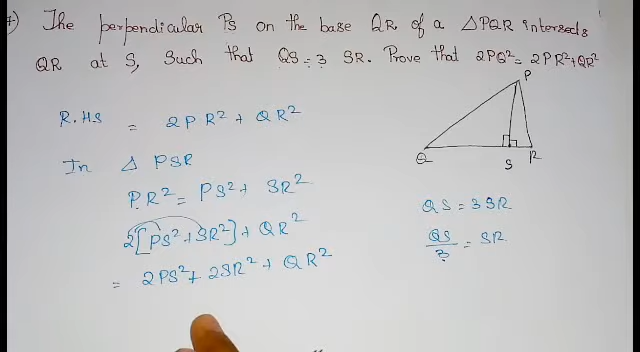 7) The perpendicular PS on the base QR of a △PQR intersects
QR at S, Such that QS = 3 SR. Prove that 2PQ² = 2PR²+QR²
P
Q S R
R.H.S = 2PR² + QR²
In △ PSR
PR² = PS² + SR²
2[PS²+SR²] + QR²
= 2PS² + 2SR² + QR²
QS = 3SR
QS/3 = SR